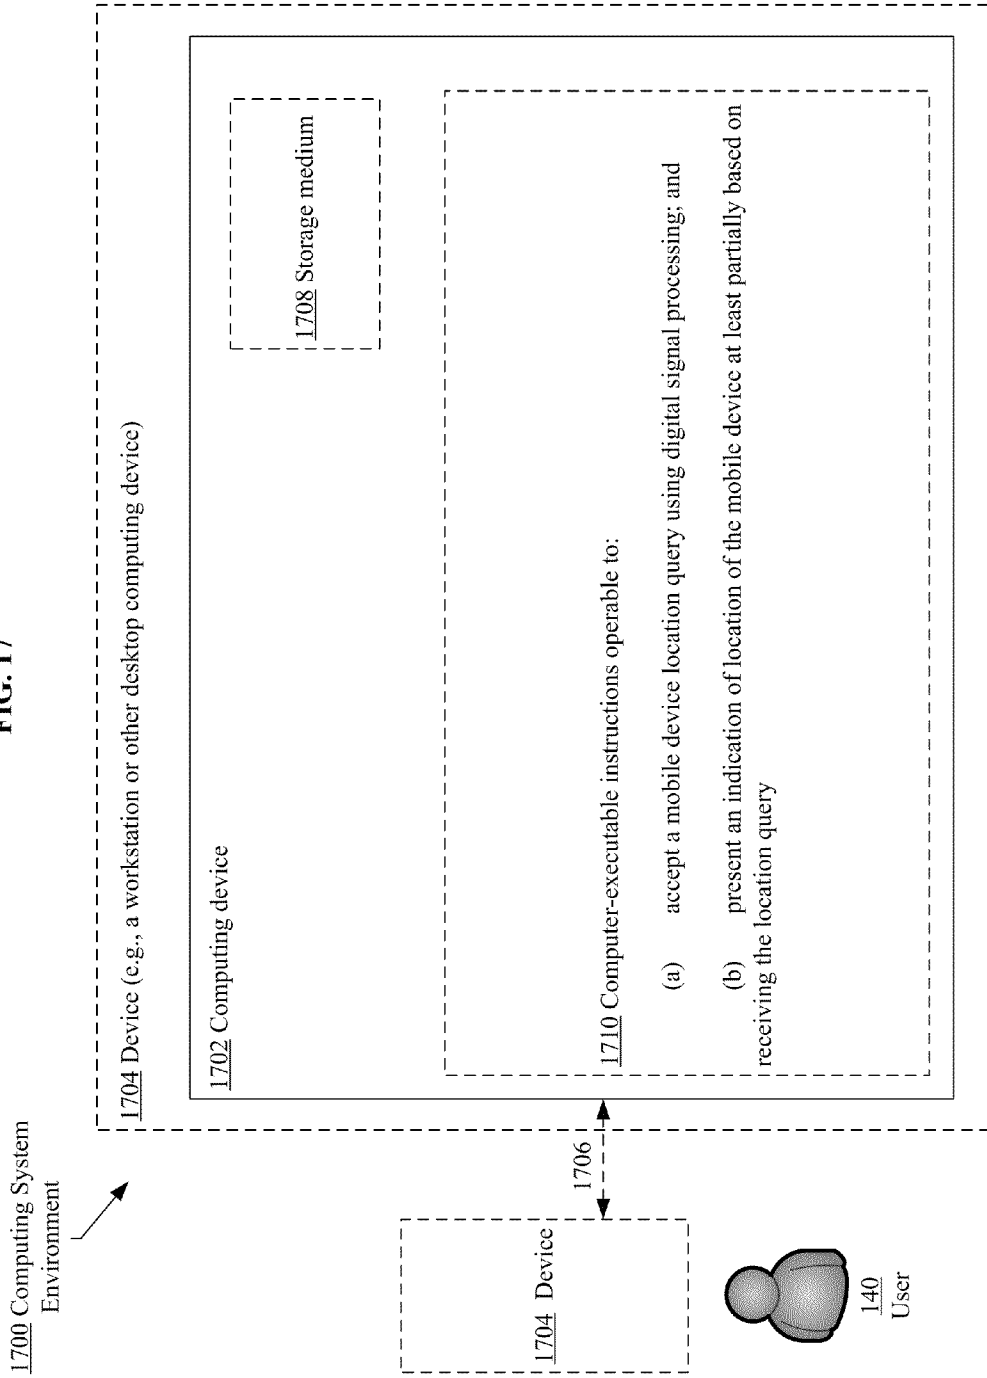 FIG. 17
1700 Computing System
Environment
1704 Device (e.g., a workstation or other desktop computing device)
1702 Computing device
1708 Storage medium
1710 Computer-executable instructions operable to:
(a) accept a mobile device location query using digital signal processing; and
(b) present an indication of location of the mobile device at least partially based on
receiving the location query
1706
1704 Device
140
User